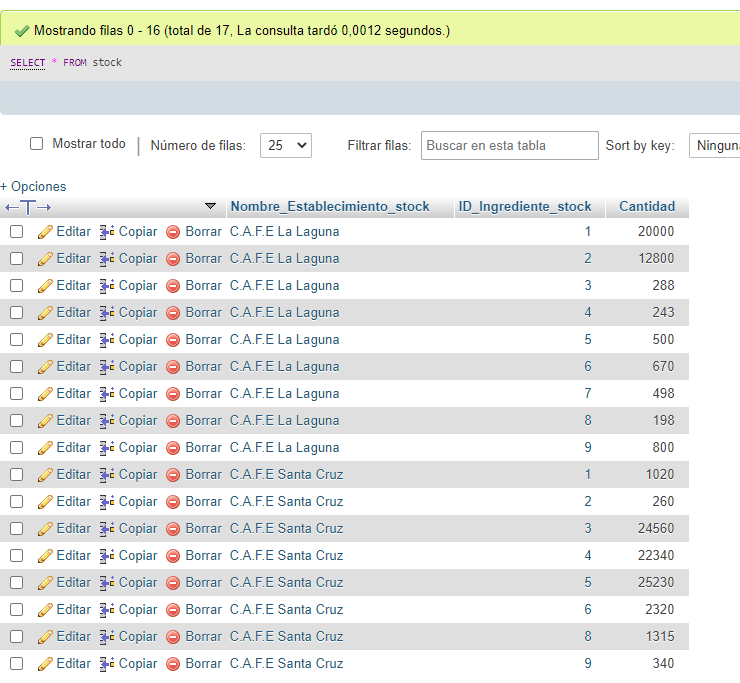 Mostrando filas 0 - 16 (total de 17, La consulta tardó 0,0012 segundos.)
SELECT * FROM stock
Mostrar todo | Número de filas: 25 Filtrar filas: Buscar en esta tabla Sort by key: Ninguna
+ Opciones
←T→ Nombre_Establecimiento_stock ID_Ingrediente_stock Cantidad
Editar Copiar Borrar C.A.F.E La Laguna 1 20000
Editar Copiar Borrar C.A.F.E La Laguna 2 12800
Editar Copiar Borrar C.A.F.E La Laguna 3 288
Editar Copiar Borrar C.A.F.E La Laguna 4 243
Editar Copiar Borrar C.A.F.E La Laguna 5 500
Editar Copiar Borrar C.A.F.E La Laguna 6 670
Editar Copiar Borrar C.A.F.E La Laguna 7 498
Editar Copiar Borrar C.A.F.E La Laguna 8 198
Editar Copiar Borrar C.A.F.E La Laguna 9 800
Editar Copiar Borrar C.A.F.E Santa Cruz 1 1020
Editar Copiar Borrar C.A.F.E Santa Cruz 2 260
Editar Copiar Borrar C.A.F.E Santa Cruz 3 24560
Editar Copiar Borrar C.A.F.E Santa Cruz 4 22340
Editar Copiar Borrar C.A.F.E Santa Cruz 5 25230
Editar Copiar Borrar C.A.F.E Santa Cruz 6 2320
Editar Copiar Borrar C.A.F.E Santa Cruz 8 1315
Editar Copiar Borrar C.A.F.E Santa Cruz 9 340